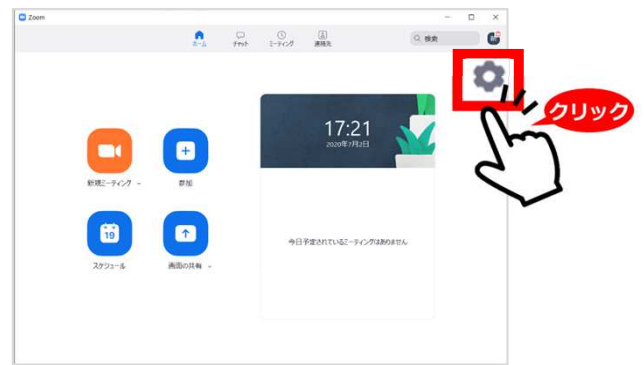 Zoom
ホーム
チャット
ミーティング
連絡先
検索
クリック
17:21
2020年7月2日
新規ミーティング
参加
19
スケジュール
画面の共有
今日予定されているミーティングはありません